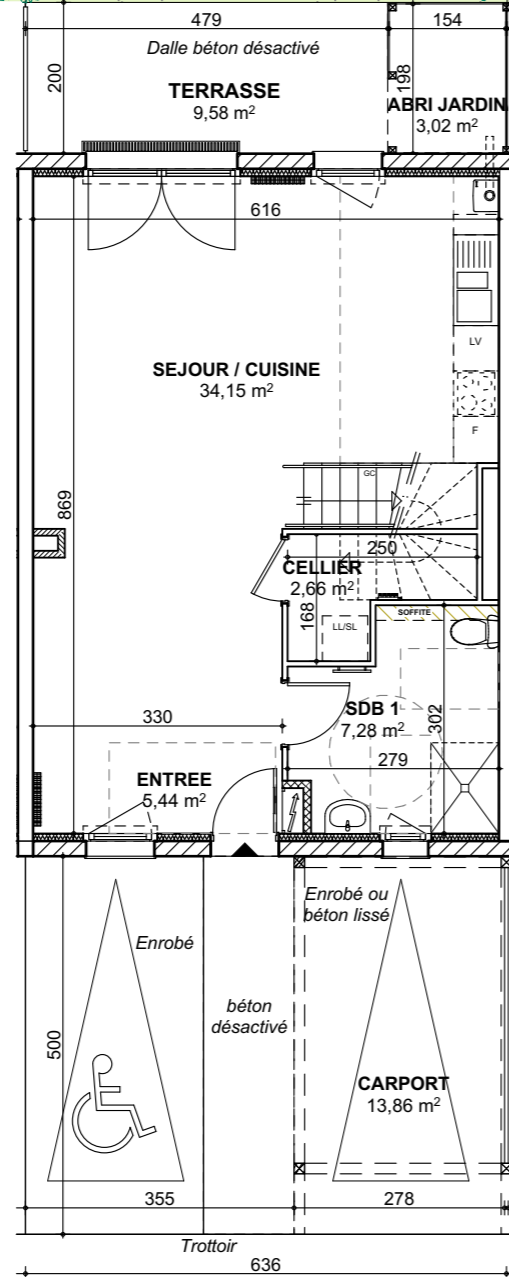 479
154
Dalle béton désactivé
200
198
TERRASSE
9,58 m²
ABRI JARDIN
3,02 m²
616
LV
SEJOUR / CUISINE
34,15 m²
F
GC
869
250
CELLIER
2,66 m²
168
LL/SL
SOFFITE
SDB 1
7,28 m²
302
330
279
ENTREE
5,44 m²
Enrobé
Enrobé ou
béton lissé
béton
désactivé
500
CARPORT
13,86 m²
355
278
Trottoir
636